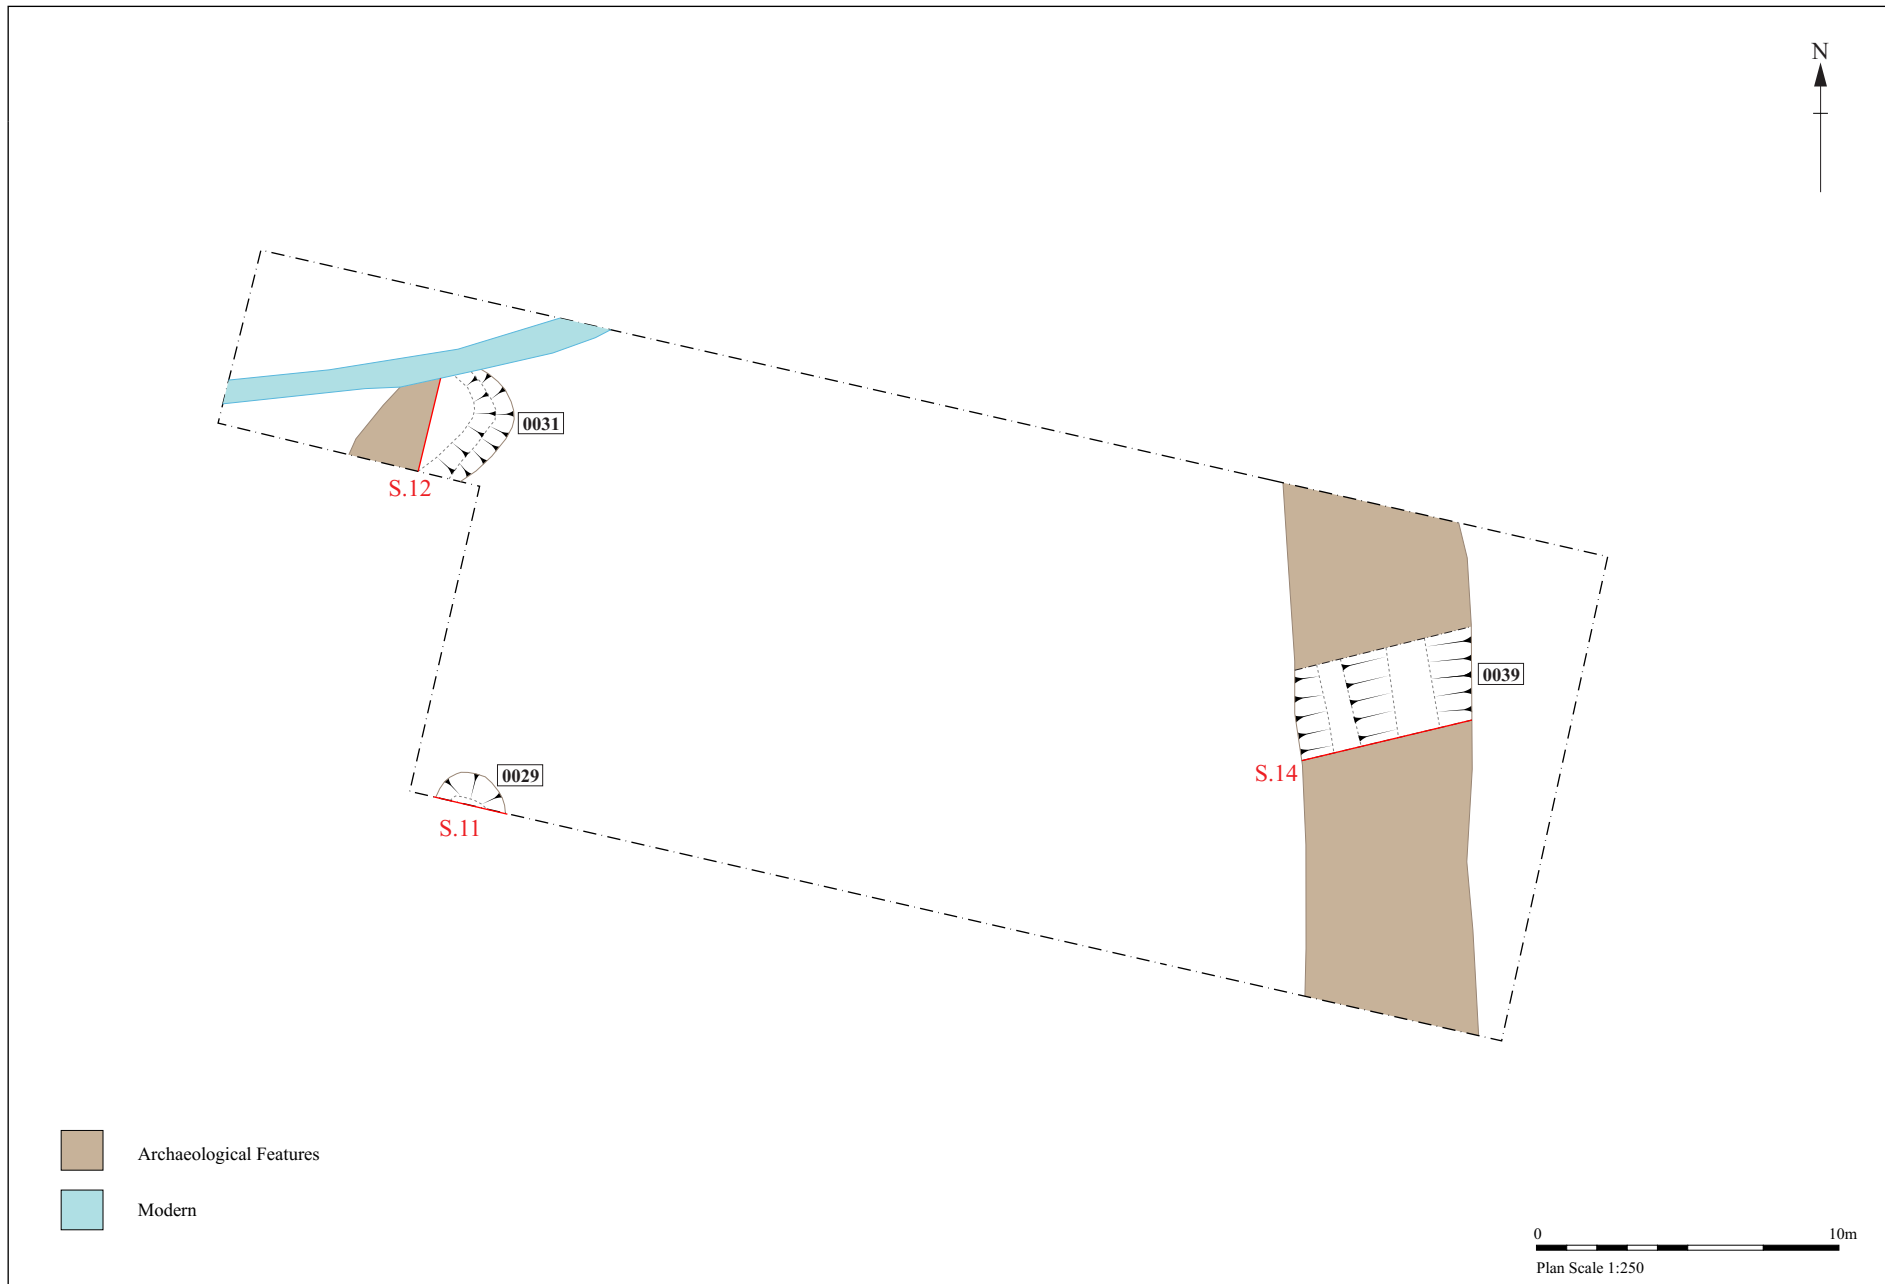 N
0031
S.12
0039
S.14
0029
S.11
Archaeological Features
Modern
0 10m
Plan Scale 1:250